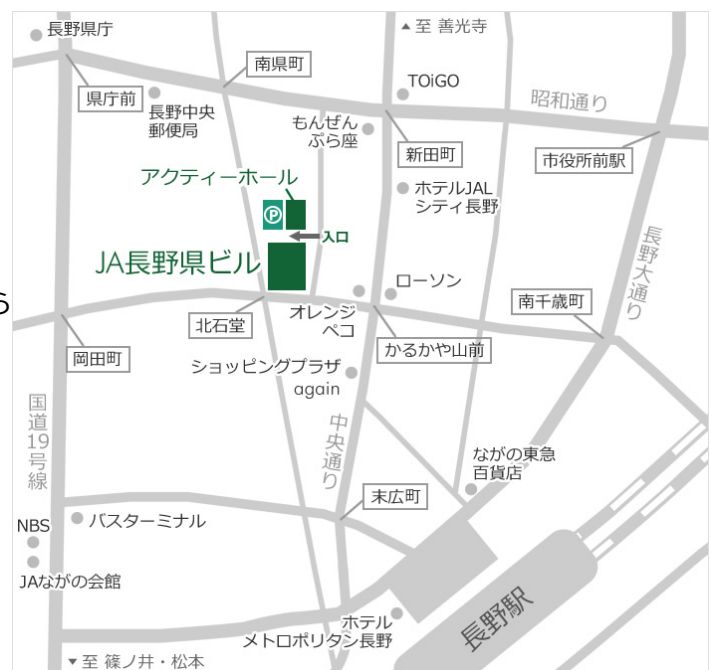 長野県庁
▲至 善光寺
南県町
TOiGO
県庁前
長野中央
郵便局
昭和通り
もんぜん
ぷら座
新田町
市役所前駅
アクティーホール
ホテルJAL
シティ長野
P
入口
JA長野県ビル
長野大通り
ローソン
ら
オレンジ
ペコ
南千歳町
北石堂
かるかや山前
岡田町
ショッピングプラザ
again
国道19号線
中央通り
ながの東急
百貨店
末広町
NBS
バスターミナル
JAながの会館
長野駅
ホテル
メトロポリタン長野
▼至 篠ノ井・松本